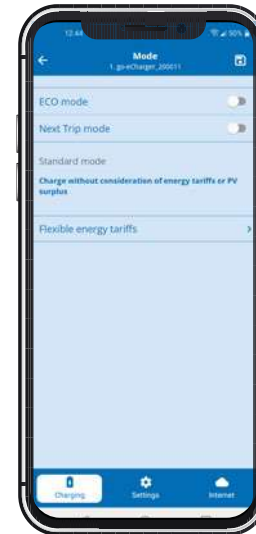 12:44
90%
Mode
1. go-eCharger_200011
ECO mode
Next Trip mode
Standard mode
Charge without consideration of energy tariffs or PV
surplus
Flexible energy tariffs
Charging
Settings
Internet